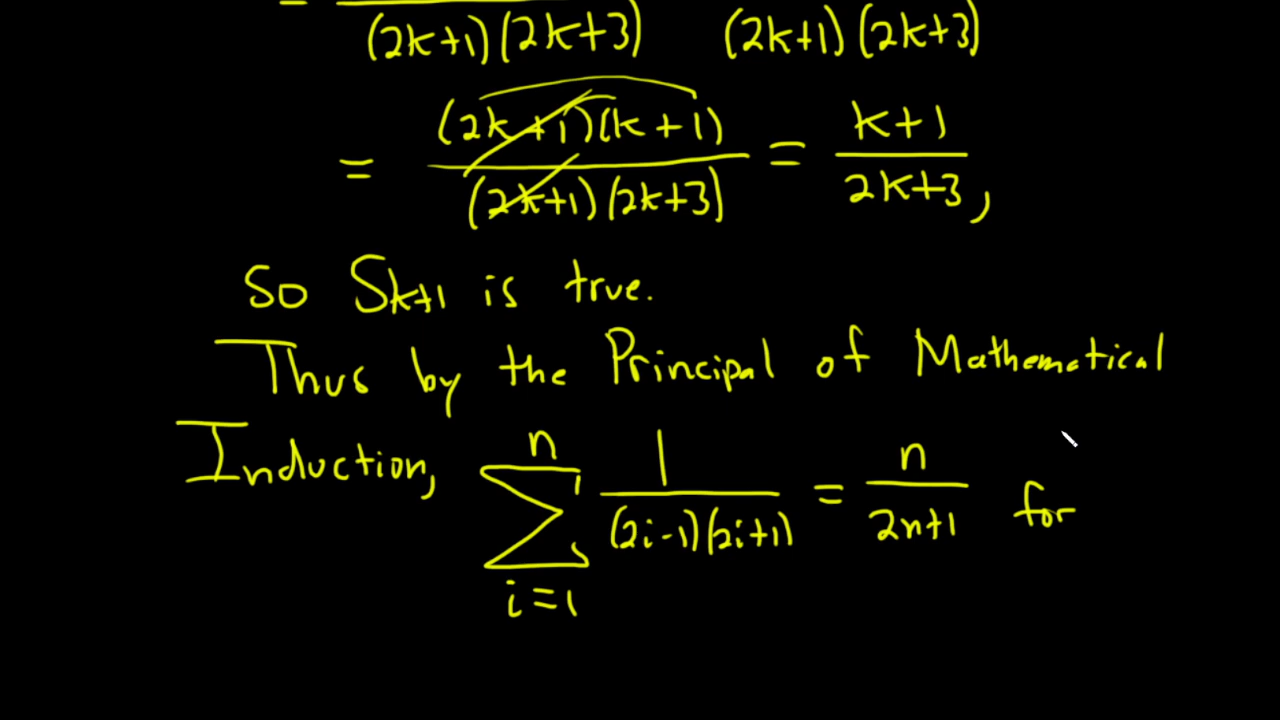 = (2k+1)(2k+3) (2k+1)(2k+3)
= (2k+1)(k+1) / (2k+1)(2k+3) = k+1 / 2k+3,
So Sk+1 is true.
Thus by the Principal of Mathematical
Induction, n ∑ i=1 1 / (2i-1)(2i+1) = n / 2n+1 for